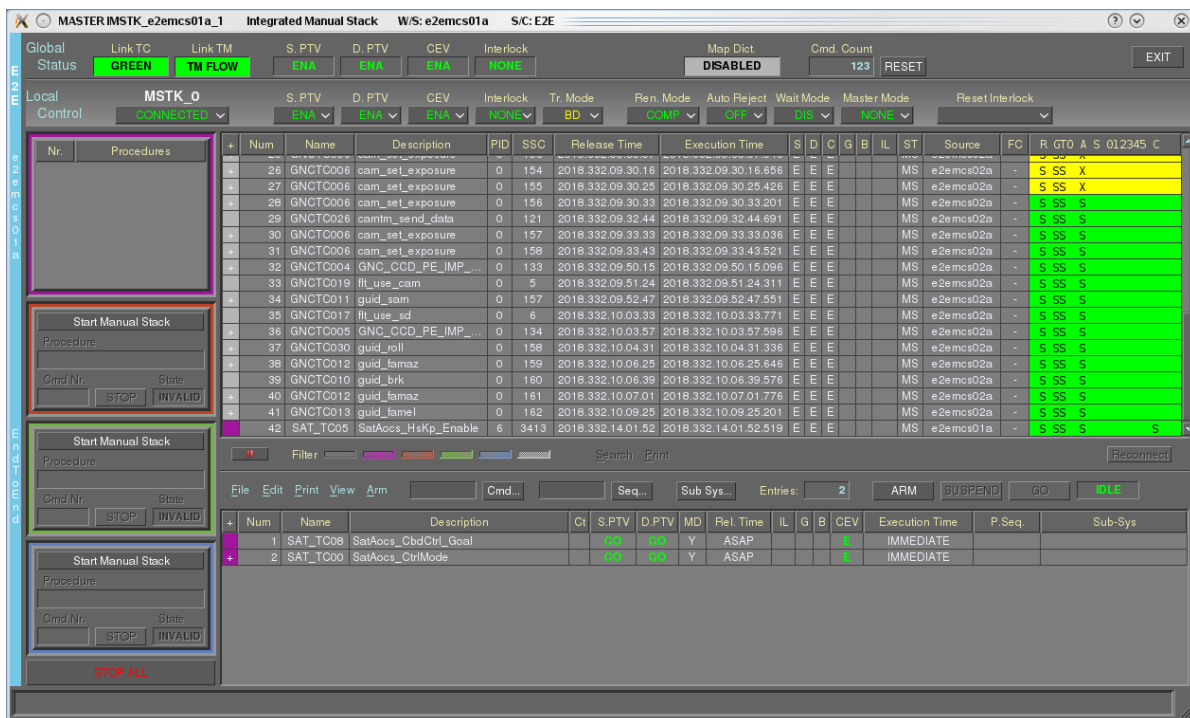 MASTER IMSTK_e2emcs01a_1 Integrated Manual Stack W/S: e2emcs01a S/C: E2E
Global Status
Link TC Link TM S. PTV D. PTV CEV Interlock Map Dict. Cmd. Count
GREEN TM FLOW ENA ENA ENA NONE DISABLED 123 RESET EXIT
Local Control
MSTK_0 S. PTV D. PTV CEV Interlock Tr. Mode Ren. Mode Auto Reject Wait Mode Master Mode Reset Interlock
CONNECTED ENA ENA ENA NONE BD COMP OFF DIS NONE
E2E
e2emcs01a
EndToEnd
Nr. Procedures
+ Num Name Description PID SSC Release Time Execution Time S D C G B IL ST Source FC R GTO A S 012345 C
+ 26 GNCTC006 cam_set_exposure 0 154 2018.332.09.30.16 2018.332.09.30.16.656 E E E MS e2emcs02a - S SS X
+ 27 GNCTC006 cam_set_exposure 0 155 2018.332.09.30.25 2018.332.09.30.25.426 E E E MS e2emcs02a - S SS X
+ 28 GNCTC006 cam_set_exposure 0 156 2018.332.09.30.33 2018.332.09.30.33.201 E E E MS e2emcs02a - S SS S
29 GNCTC026 camtm_send_data 0 121 2018.332.09.32.44 2018.332.09.32.44.691 E E E MS e2emcs02a - S SS S
+ 30 GNCTC006 cam_set_exposure 0 157 2018.332.09.33.33 2018.332.09.33.33.036 E E E MS e2emcs02a - S SS S
+ 31 GNCTC006 cam_set_exposure 0 158 2018.332.09.33.43 2018.332.09.33.43.521 E E E MS e2emcs02a - S SS S
+ 32 GNCTC004 GNC_CCD_PE_IMP_... 0 133 2018.332.09.50.15 2018.332.09.50.15.096 E E E MS e2emcs02a - S SS S
33 GNCTC019 flt_use_cam 0 5 2018.332.09.51.24 2018.332.09.51.24.311 E E E MS e2emcs02a - S SS S
+ 34 GNCTC011 guid_sam 0 157 2018.332.09.52.47 2018.332.09.52.47.551 E E E MS e2emcs02a - S SS S
35 GNCTC017 flt_use_sd 0 6 2018.332.10.03.33 2018.332.10.03.33.771 E E E MS e2emcs02a - S SS S
+ 36 GNCTC005 GNC_CCD_PE_IMP_... 0 134 2018.332.10.03.57 2018.332.10.03.57.596 E E E MS e2emcs02a - S SS S
+ 37 GNCTC030 guid_roll 0 158 2018.332.10.04.31 2018.332.10.04.31.336 E E E MS e2emcs02a - S SS S
+ 38 GNCTC012 guid_famaz 0 159 2018.332.10.06.25 2018.332.10.06.25.646 E E E MS e2emcs02a - S SS S
39 GNCTC010 guid_brk 0 160 2018.332.10.06.39 2018.332.10.06.39.576 E E E MS e2emcs02a - S SS S
+ 40 GNCTC012 guid_famaz 0 161 2018.332.10.07.01 2018.332.10.07.01.776 E E E MS e2emcs02a - S SS S
+ 41 GNCTC013 guid_famel 0 162 2018.332.10.09.25 2018.332.10.09.25.201 E E E MS e2emcs02a - S SS S
42 SAT_TC05 SatAocs_HsKp_Enable 6 3413 2018.332.14.01.52 2018.332.14.01.52.519 E E E MS e2emcs01a - S SS S S
Start Manual Stack
Procedure
Cmd.Nr. State
STOP INVALID
Start Manual Stack
Procedure
Cmd.Nr. State
STOP INVALID
Start Manual Stack
Procedure
Cmd.Nr. State
STOP INVALID
STOP ALL
Filter Search Print Reconnect
File Edit Print View Arm Cmd... Seq... Sub Sys... Entries: 2 ARM SUSPEND GO IDLE
+ Num Name Description Ct S.PTV D.PTV MD Rel. Time IL G B CEV Execution Time P.Seq. Sub-Sys
1 SAT_TC08 SatAocs_CbdCtrl_Goal GO GO Y ASAP E IMMEDIATE
+ 2 SAT_TC00 SatAocs_CtrlMode GO GO Y ASAP E IMMEDIATE